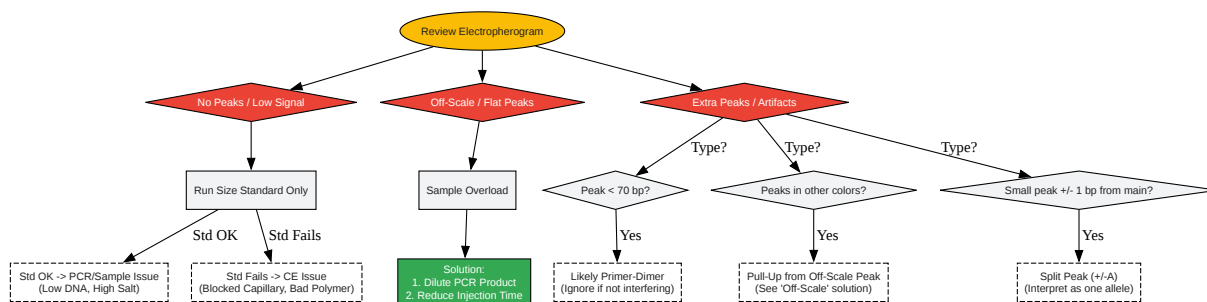 Review Electropherogram
No Peaks / Low Signal
Off-Scale / Flat Peaks
Extra Peaks / Artifacts
Type?
Type?
Type?
Run Size Standard Only
Sample Overload
Peak < 70 bp?
Peaks in other colors?
Small peak +/- 1 bp from main?
Std OK
Std Fails
Yes
Yes
Yes
Std OK -> PCR/Sample Issue
(Low DNA, High Salt)
Std Fails -> CE Issue
(Blocked Capillary, Bad Polymer)
Solution:
1. Dilute PCR Product
2. Reduce Injection Time
Likely Primer-Dimer
(Ignore if not interfering)
Pull-Up from Off-Scale Peak
(See 'Off-Scale' solution)
Split Peak (+/-A)
(Interpret as one allele)